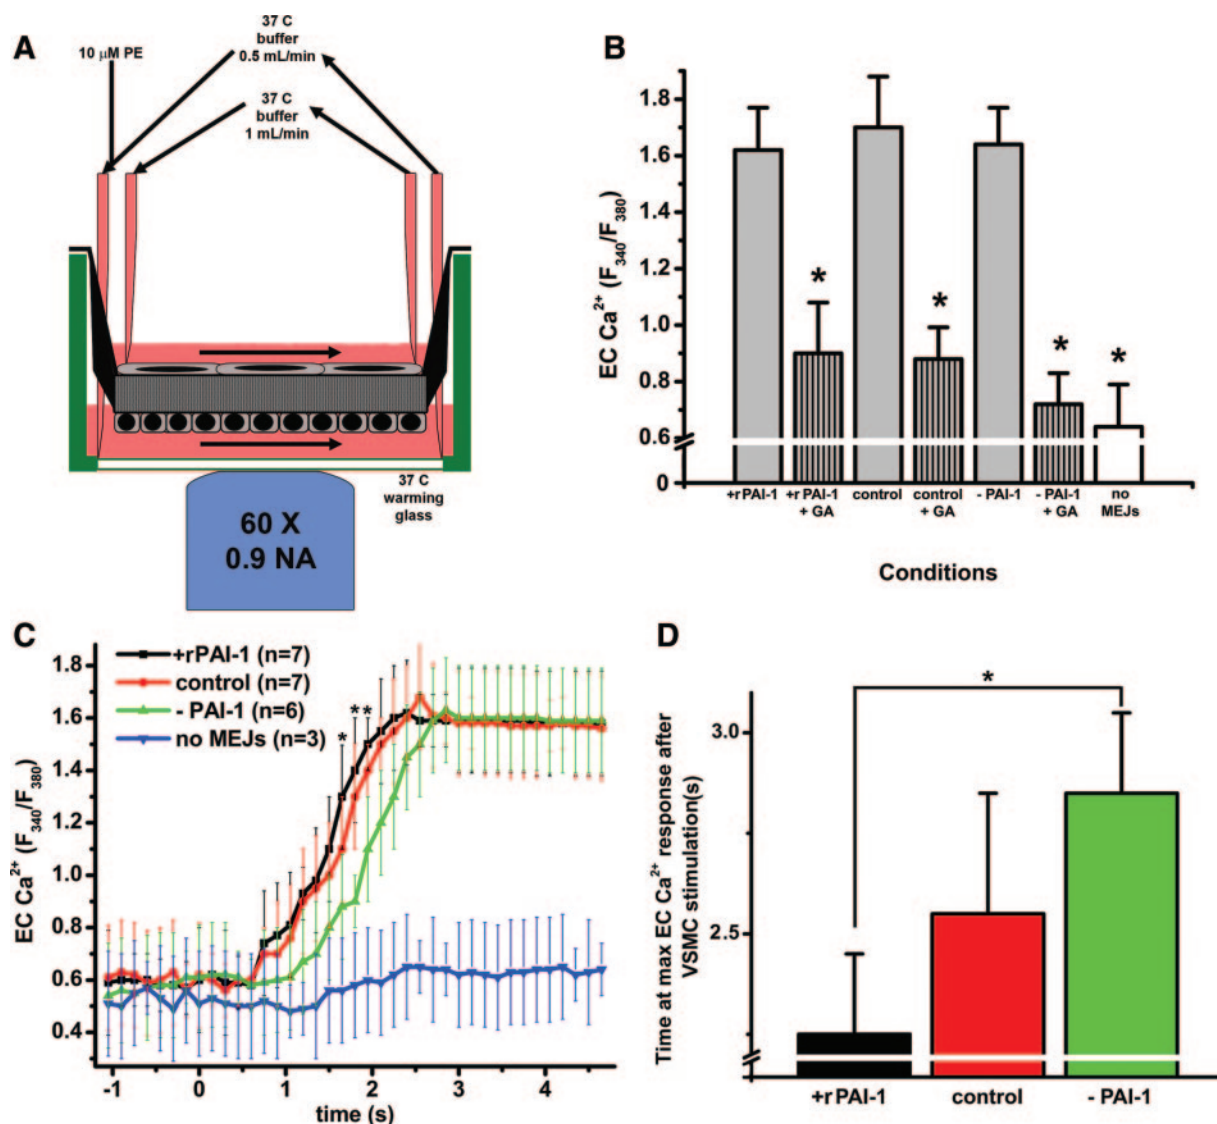 A
10 µM PE
37 C
buffer
0.5 mL/min
37 C
buffer
1 mL/min
37 C
warming
glass
60 X
0.9 NA
B
EC Ca2+ (F340/F380)
1.8
1.6
1.4
1.2
1.0
0.8
0.6
0
*
*
*
*
+rPAI-1
+rPAI-1
+ GA
control
control
+ GA
- PAI-1
- PAI-1
+ GA
no
MEJs
Conditions
C
EC Ca2+ (F340/F380)
1.8
1.6
1.4
1.2
1.0
0.8
0.6
0.4
+rPAI-1 (n=7)
control (n=7)
- PAI-1 (n=6)
no MEJs (n=3)
*
**
-1 0 1 2 3 4
time (s)
D
Time at max EC Ca2+ response after
VSMC stimulation(s)
3.0
2.5
*
+rPAI-1 control - PAI-1